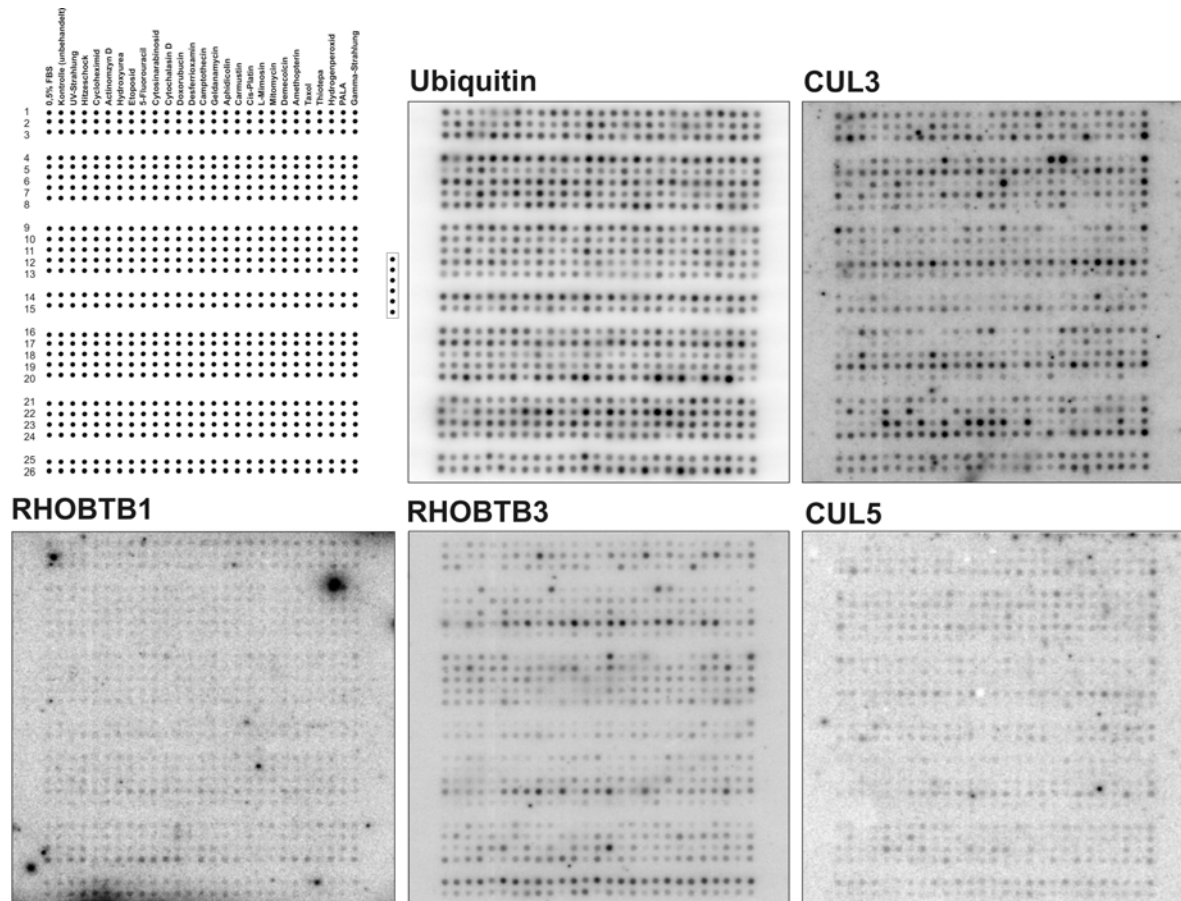 0,5% FBS
Kontrolle (unbehandelt)
UV-Strahlung
Hitzeschock
Cycloheximid
Actinomzyn D
Hydroxyurea
Etoposid
5-Fluorouracil
Cytosinarabinosid
Cytochalasin D
Doxorubucin
Desferrioxamin
Camptothecin
Geldanamycin
Aphidicolin
Carmustin
Cis-Platin
L-Mimosin
Mitomycin
Demecolcin
Amethopterin
Taxol
Thiotepa
Hydrogenperoxid
PALA
Gamma-Strahlung
1
2
3
4
5
6
7
8
9
10
11
12
13
14
15
16
17
18
19
20
21
22
23
24
25
26
Ubiquitin
CUL3
RHOBTB1
RHOBTB3
CUL5